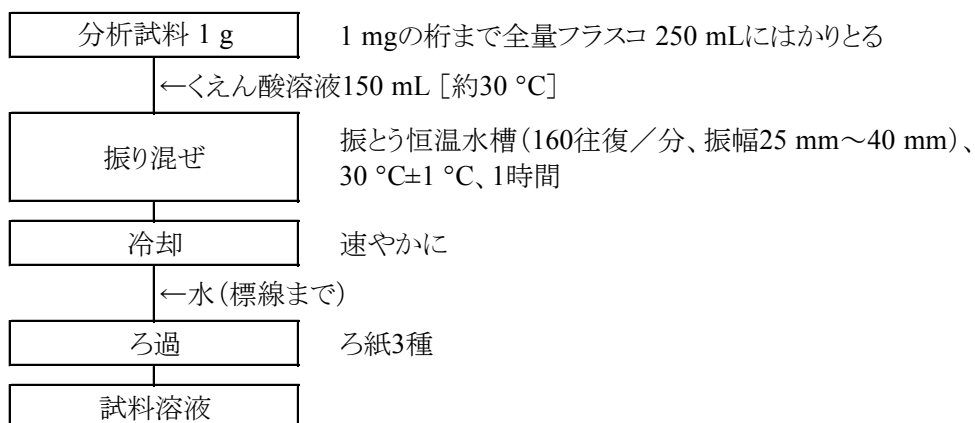 分析試料 1 g
1 mgの桁まで全量フラスコ 250 mLにはかりとる
←くえん酸溶液150 mL [約30 °C]
振り混ぜ
振とう恒温水槽(160往復/分、振幅25 mm~40 mm)、
30 °C±1 °C、1時間
冷却
速やかに
←水(標線まで)
ろ過
ろ紙3種
試料溶液